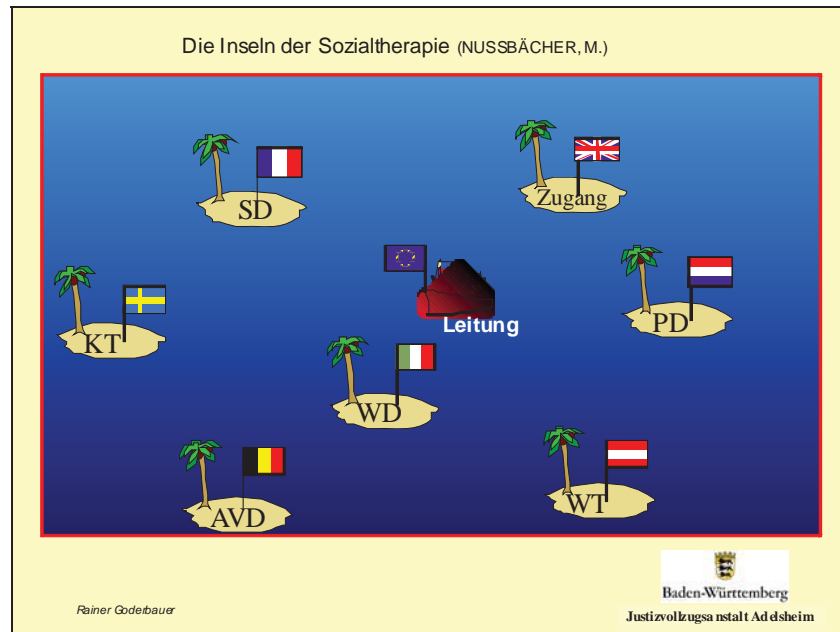 Die Inseln der Sozialtherapie (NUSSBÄCHER, M.)
SD
Zugang
KT
Leitung
PD
WD
AVD
WT
Baden-Württemberg
Rainer Goderbauer
Justizvollzugsanstalt Adelsheim